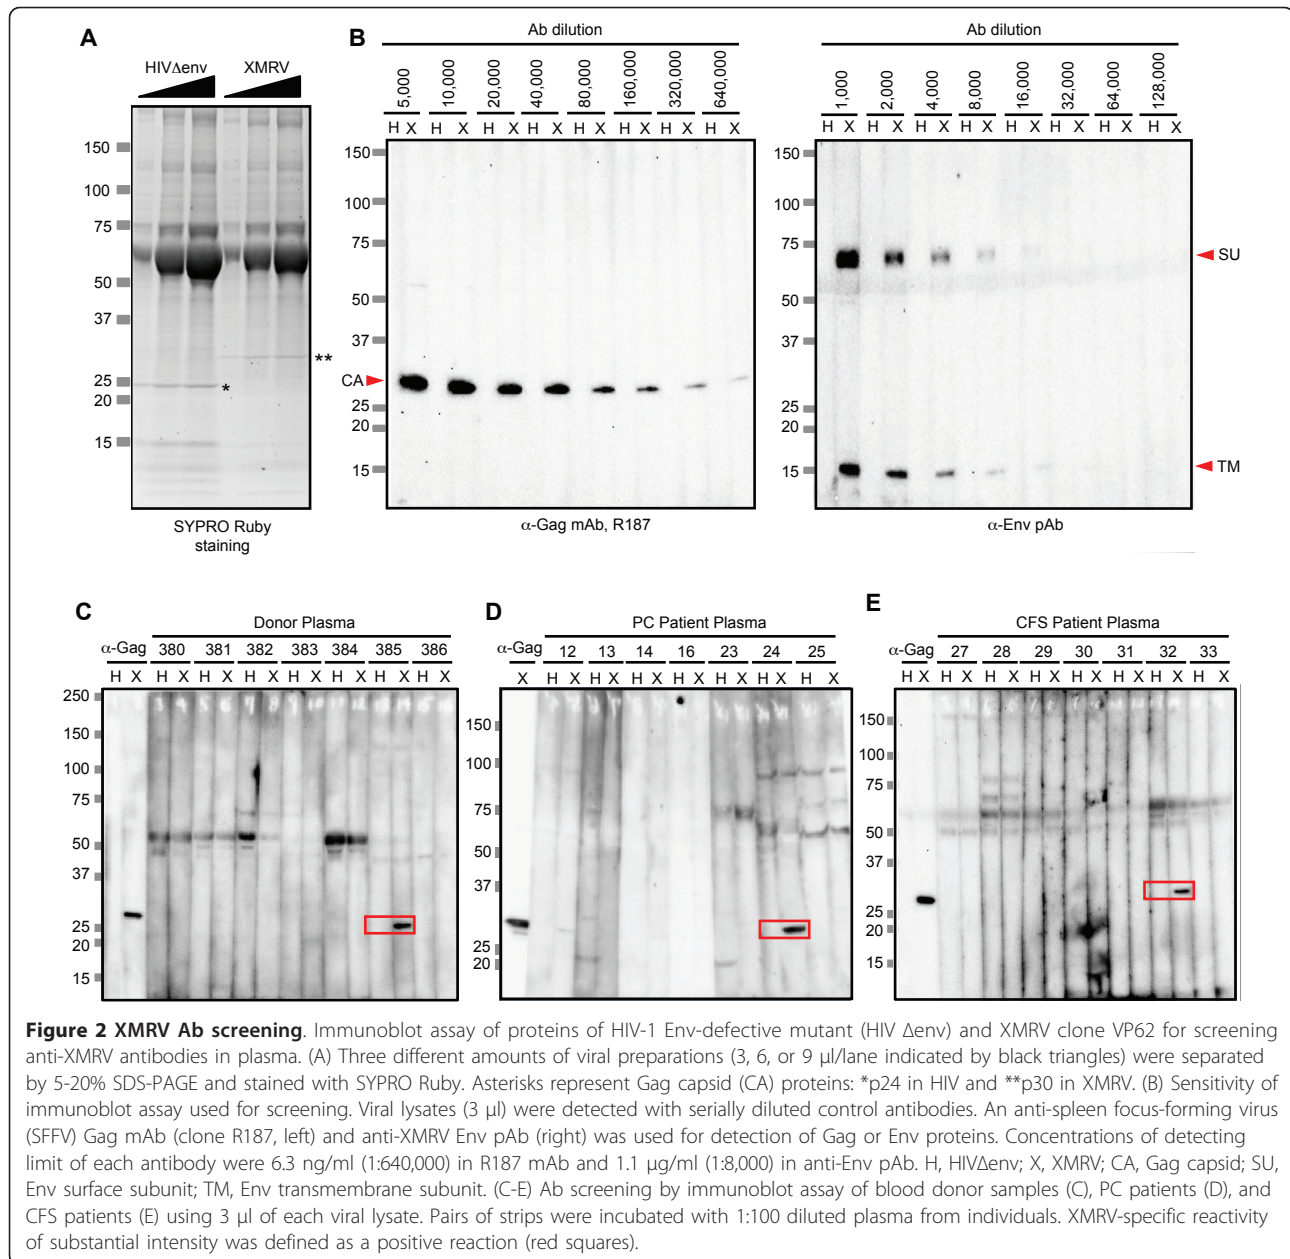 A
HIVΔenv XMRV
150
100
75
50
37
25
20
15
*
**
SYPRO Ruby
staining
B
Ab dilution
5,000 10,000 20,000 40,000 80,000 160,000 320,000 640,000
H X H X H X H X H X H X H X H X
150
100
75
50
37
CA
25
20
15
α-Gag mAb, R187
Ab dilution
1,000 2,000 4,000 8,000 16,000 32,000 64,000 128,000
H X H X H X H X H X H X H X H X
150
100
75
SU
50
37
25
20
15
TM
α-Env pAb
C
Donor Plasma
α-Gag 380 381 382 383 384 385 386
H X H X H X H X H X H X H X H X
250
150
100
75
50
37
25
20
15
D
PC Patient Plasma
α-Gag 12 13 14 16 23 24 25
X H X H X H X H X H X H X H X
150
100
75
50
37
25
20
E
CFS Patient Plasma
α-Gag 27 28 29 30 31 32 33
H X H X H X H X H X H X H X H X
150
100
75
50
37
25
20
15
Figure 2 XMRV Ab screening. Immunoblot assay of proteins of HIV-1 Env-defective mutant (HIV Δenv) and XMRV clone VP62 for screening
anti-XMRV antibodies in plasma. (A) Three different amounts of viral preparations (3, 6, or 9 μl/lane indicated by black triangles) were separated
by 5-20% SDS-PAGE and stained with SYPRO Ruby. Asterisks represent Gag capsid (CA) proteins: *p24 in HIV and **p30 in XMRV. (B) Sensitivity of
immunoblot assay used for screening. Viral lysates (3 μl) were detected with serially diluted control antibodies. An anti-spleen focus-forming virus
(SFFV) Gag mAb (clone R187, left) and anti-XMRV Env pAb (right) was used for detection of Gag or Env proteins. Concentrations of detecting
limit of each antibody were 6.3 ng/ml (1:640,000) in R187 mAb and 1.1 μg/ml (1:8,000) in anti-Env pAb. H, HIVΔenv; X, XMRV; CA, Gag capsid; SU,
Env surface subunit; TM, Env transmembrane subunit. (C-E) Ab screening by immunoblot assay of blood donor samples (C), PC patients (D), and
CFS patients (E) using 3 μl of each viral lysate. Pairs of strips were incubated with 1:100 diluted plasma from individuals. XMRV-specific reactivity
of substantial intensity was defined as a positive reaction (red squares).